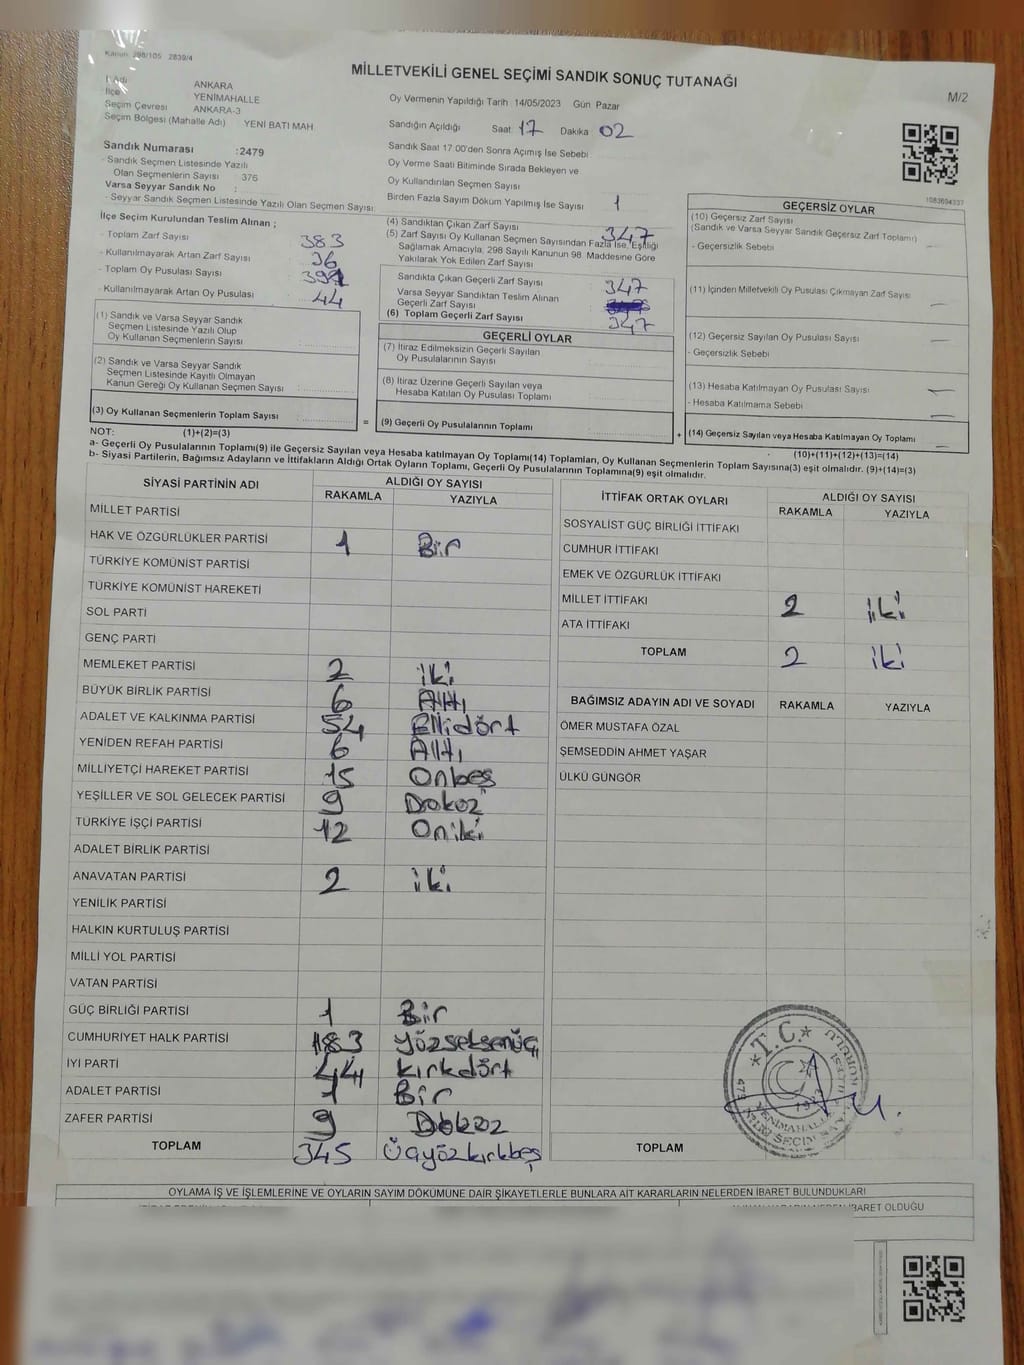 Kanun 298/105 2839/4
MİLLETVEKİLİ GENEL SEÇİMİ SANDIK SONUÇ TUTANAĞI
M/2
İl Adı ANKARA
İlçe YENİMAHALLE
Seçim Çevresi ANKARA-3
Seçim Bölgesi (Mahalle Adı) YENİ BATI MAH
Oy Vermenin Yapıldığı Tarih 14/05/2023 Gün Pazar
Sandığın Açıldığı Saat 17 Dakika 02
Sandık Saat 17.00'den Sonra Açımış İse Sebebi
Oy Verme Saati Bitiminde Sırada Bekleyen ve
Oy Kullandırılan Seçmen Sayısı
Birden Fazla Sayım Döküm Yapılmış İse Sayısı 1
Sandık Numarası :2479
- Sandık Seçmen Listesinde Yazılı
Olan Seçmenlerin Sayısı 376
Varsa Seyyar Sandık No :
- Seyyar Sandık Seçmen Listesinde Yazılı Olan Seçmen Sayısı:
İlçe Seçim Kurulundan Teslim Alınan ;
- Toplam Zarf Sayısı : 383
- Kullanılmayarak Artan Zarf Sayısı : 36
- Toplam Oy Pusulası Sayısı : 391
- Kullanılmayarak Artan Oy Pusulası : 44
(4) Sandıktan Çıkan Zarf Sayısı : 347
(5) Zarf Sayısı Oy Kullanan Seçmen Sayısından Fazla İse, Eşitliği
Sağlamak Amacıyla, 298 Sayılı Kanunun 98. Maddesine Göre
Yakılarak Yok Edilen Zarf Sayısı
Sandıkta Çıkan Geçerli Zarf Sayısı : 347
Varsa Seyyar Sandıktan Teslim Alınan
Geçerli Zarf Sayısı
(6) Toplam Geçerli Zarf Sayısı : 347
(1) Sandık ve Varsa Seyyar Sandık
Seçmen Listesinde Yazılı Olup
Oy Kullanan Seçmenlerin Sayısı :
(2) Sandık ve Varsa Seyyar Sandık
Seçmen Listesinde Kayıtlı Olmayan
Kanun Gereği Oy Kullanan Seçmen Sayısı :
(3) Oy Kullanan Seçmenlerin Toplam Sayısı :
GEÇERLİ OYLAR
(7) İtiraz Edilmeksizin Geçerli Sayılan
Oy Pusulalarının Sayısı :
(8) İtiraz Üzerine Geçerli Sayılan veya
Hesaba Katılan Oy Pusulası Toplamı :
= (9) Geçerli Oy Pusulalarının Toplamı :
1083694337
GEÇERSİZ OYLAR
(10) Geçersiz Zarf Sayısı
(Sandık ve Varsa Seyyar Sandık Geçersiz Zarf Toplamı)
- Geçersizlik Sebebi
(11) İçinden Milletvekili Oy Pusulası Çıkmayan Zarf Sayısı
(12) Geçersiz Sayılan Oy Pusulası Sayısı
- Geçersizlik Sebebi
(13) Hesaba Katılmayan Oy Pusulası Sayısı
- Hesaba Katılmama Sebebi
+ (14) Geçersiz Sayılan veya Hesaba Katılmayan Oy Toplamı
NOT: (1)+(2)=(3)
(10)+(11)+(12)+(13)=(14)
a- Geçerli Oy Pusulalarının Toplamı(9) ile Geçersiz Sayılan veya Hesaba katılmayan Oy Toplamı(14) Toplamları, Oy Kullanan Seçmenlerin Toplam Sayısına(3) eşit olmalıdır. (9)+(14)=(3)
b- Siyasi Partilerin, Bağımsız Adayların ve İttifakların Aldığı Ortak Oyların Toplamı, Geçerli Oy Pusulalarının Toplamına(9) eşit olmalıdır.
SİYASİ PARTİNİN ADI ALDIĞI OY SAYISI
RAKAMLA YAZIYLA
MİLLET PARTİSİ
HAK VE ÖZGÜRLÜKLER PARTİSİ 1 Bir
TÜRKİYE KOMÜNİST PARTİSİ
TÜRKİYE KOMÜNİST HAREKETİ
SOL PARTİ
GENÇ PARTİ
MEMLEKET PARTİSİ 2 iki
BÜYÜK BİRLİK PARTİSİ 6 Altı
ADALET VE KALKINMA PARTİSİ 54 Ellidört
YENİDEN REFAH PARTİSİ 6 Altı
MİLLİYETÇİ HAREKET PARTİSİ 15 Onbeş
YEŞİLLER VE SOL GELECEK PARTİSİ 9 Dokoz
TÜRKİYE İŞÇİ PARTİSİ 12 Oniki
ADALET BİRLİK PARTİSİ
ANAVATAN PARTİSİ 2 iki
YENİLİK PARTİSİ
HALKIN KURTULUŞ PARTİSİ
MİLLİ YOL PARTİSİ
VATAN PARTİSİ
GÜÇ BİRLİĞİ PARTİSİ 1 Bir
CUMHURİYET HALK PARTİSİ 183 yözseksenüç
İYİ PARTİ 44 kırkdört
ADALET PARTİSİ 1 Bir
ZAFER PARTİSİ 9 Dokoz
TOPLAM 345 Üçyözkırkbeş
İTTİFAK ORTAK OYLARI ALDIĞI OY SAYISI
RAKAMLA YAZIYLA
SOSYALİST GÜÇ BİRLİĞİ İTTİFAKI
CUMHUR İTTİFAKI
EMEK VE ÖZGÜRLÜK İTTİFAKI
MİLLET İTTİFAKI 2 iki
ATA İTTİFAKI
TOPLAM 2 iki
BAĞIMSIZ ADAYIN ADI VE SOYADI RAKAMLA YAZIYLA
ÖMER MUSTAFA ÖZAL
ŞEMSEDDİN AHMET YAŞAR
ÜLKÜ GÜNGÖR
T.C.
YENİMAHALLE
TOPLAM
OYLAMA İŞ VE İŞLEMLERİNE VE OYLARIN SAYIM DÖKÜMÜNE DAİR ŞİKAYETLERLE BUNLARA AİT KARARLARIN NELERDEN İBARET BULUNDUKLARI
İBARET OLDUĞU